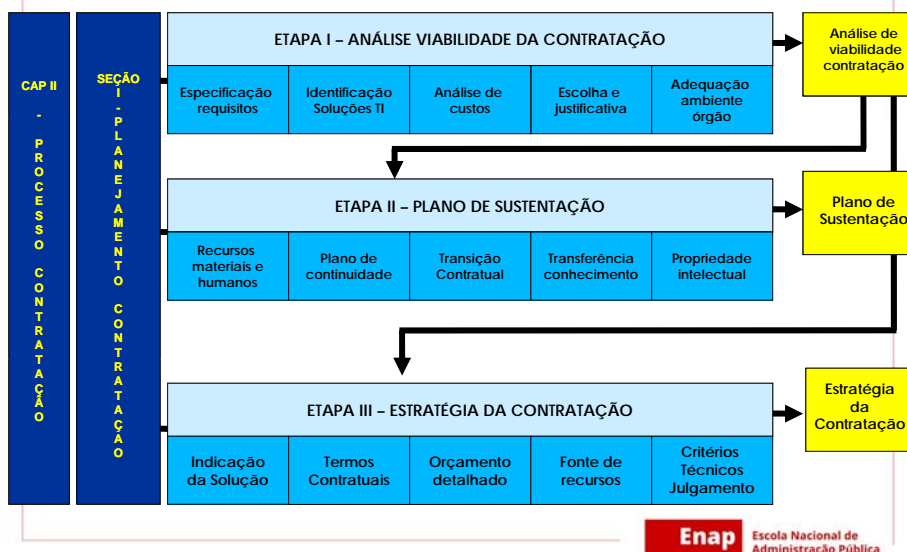 CAP II
-
PROCESSO CONTRATAÇÃO
SEÇÃO
I
-PLANEJAMENTO CONTRATAÇAO
ETAPA I – ANÁLISE VIABILIDADE DA CONTRATAÇÃO
Especificação
requisitos
Identificação
Soluções TI
Análise de
custos
Escolha e
justificativa
Adequação
ambiente
órgão
Análise de
viabilidade
contratação
ETAPA II – PLANO DE SUSTENTAÇÃO
Recursos
materiais e
humanos
Plano de
continuidade
Transição
Contratual
Transferência
conhecimento
Propriedade
intelectual
Plano de
Sustentação
ETAPA III – ESTRATÉGIA DA CONTRATAÇÃO
Indicação
da Solução
Termos
Contratuais
Orçamento
detalhado
Fonte de
recursos
Critérios
Técnicos
Julgamento
Estratégia
da
Contratação
Enap
Escola Nacional de
Administração Pública